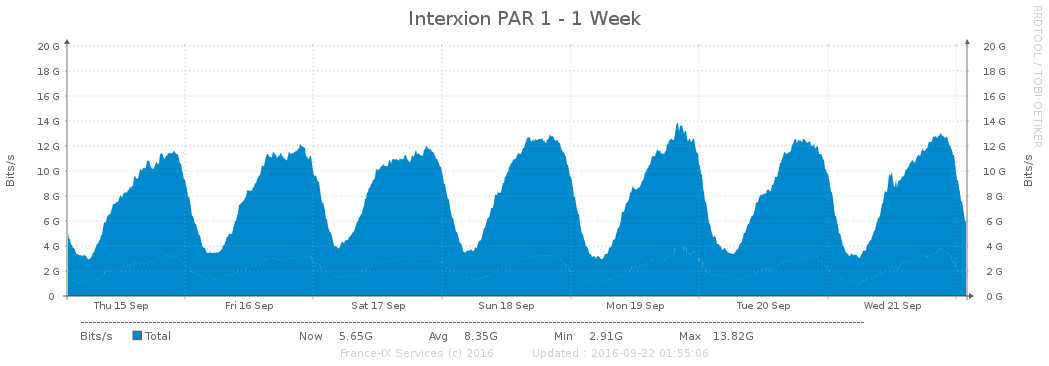 Interxion PAR 1 - 1 Week
RRDTOOL / TOBI OETIKER
Bits/s
20 G
18 G
16 G
14 G
12 G
10 G
8 G
6 G
4 G
2 G
0
20 G
18 G
16 G
14 G
12 G
10 G
8 G
6 G
4 G
2 G
0 G
Bits/s
Thu 15 Sep Fri 16 Sep Sat 17 Sep Sun 18 Sep Mon 19 Sep Tue 20 Sep Wed 21 Sep
Bits/s Total Now 5.65G Avg 8.35G Min 2.91G Max 13.82G
France-IX Services (c) 2016 Updated : 2016-09-22 01:55:06